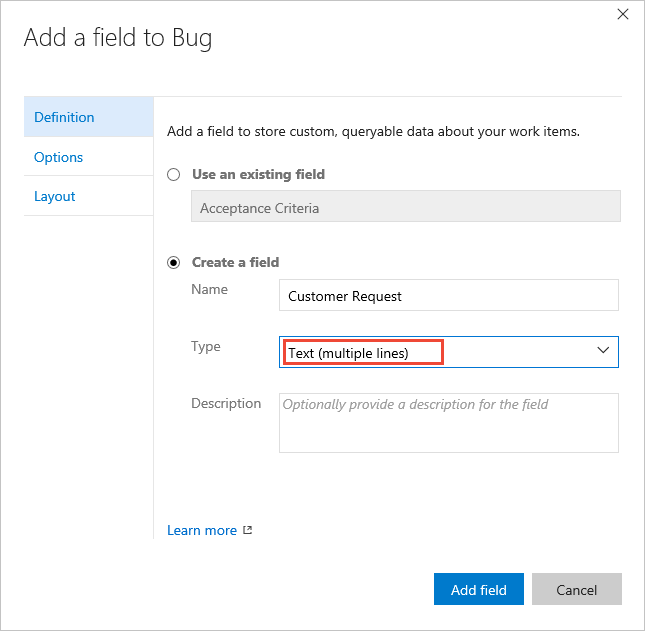 Add a field to Bug
Definition
Options
Layout
Add a field to store custom, queryable data about your work items.
Use an existing field
Acceptance Criteria
Create a field
Name
Customer Request
Type
Text (multiple lines)
Description
Optionally provide a description for the field
Learn more
Add field
Cancel